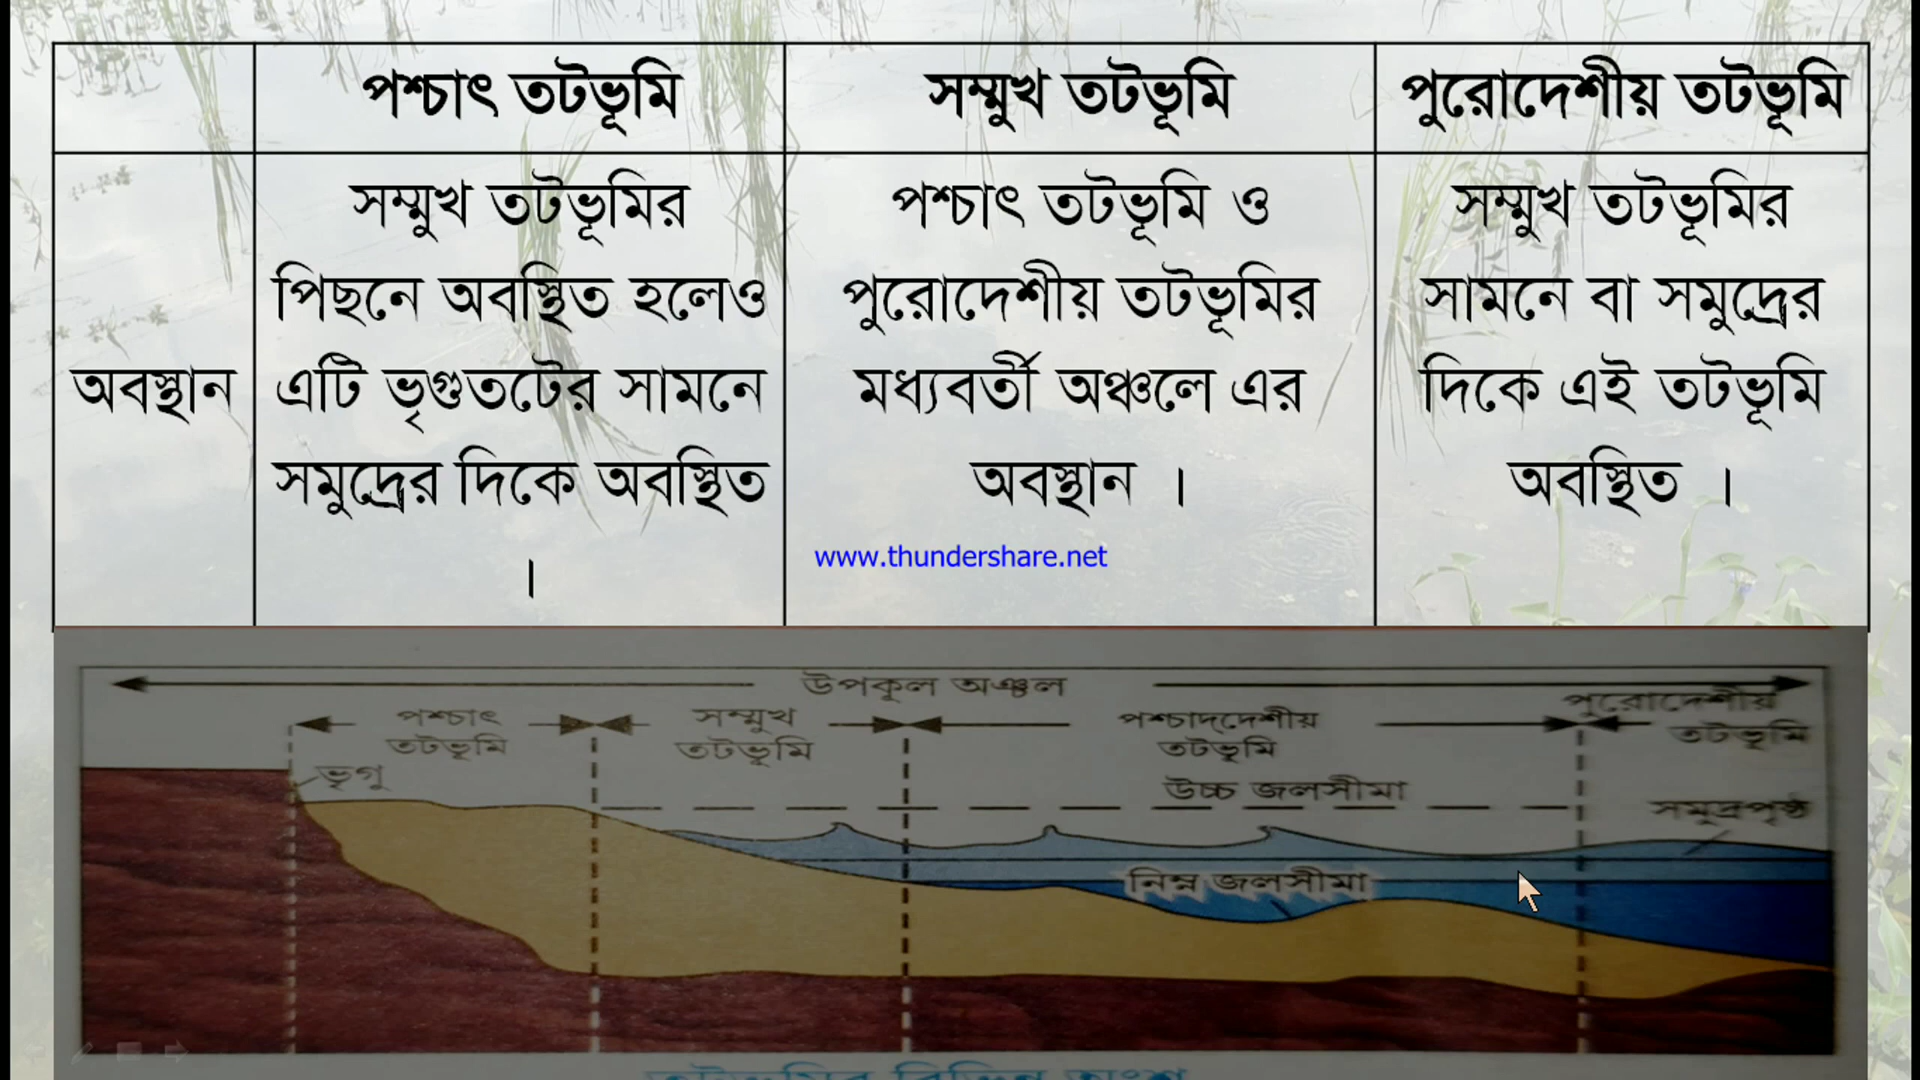 পশ্চাৎ তটভূমি
সম্মুখ তটভূমি
পুরোদেশীয় তটভূমি
অবস্থান
সম্মুখ তটভূমির
পিছনে অবস্থিত হলেও
এটি ভৃগুতটের সামনে
সমুদ্রের দিকে অবস্থিত
।
পশ্চাৎ তটভূমি ও
পুরোদেশীয় তটভূমির
মধ্যবর্তী অঞ্চলে এর
অবস্থান ।
সম্মুখ তটভূমির
সামনে বা সমুদ্রের
দিকে এই তটভূমি
অবস্থিত ।
www.thundershare.net
উপকূল অঞ্চল
পশ্চাৎ
তটভূমি
সম্মুখ
তটভূমি
পশ্চাদ্দেশীয়
তটভূমি
পুরোদেশীয়
তটভূমি
ভৃগু
উচ্চ জলসীমা
সমুদ্রপৃষ্ঠ
নিম্ন জলসীমা
তটভূমির বিভিন্ন অংশ